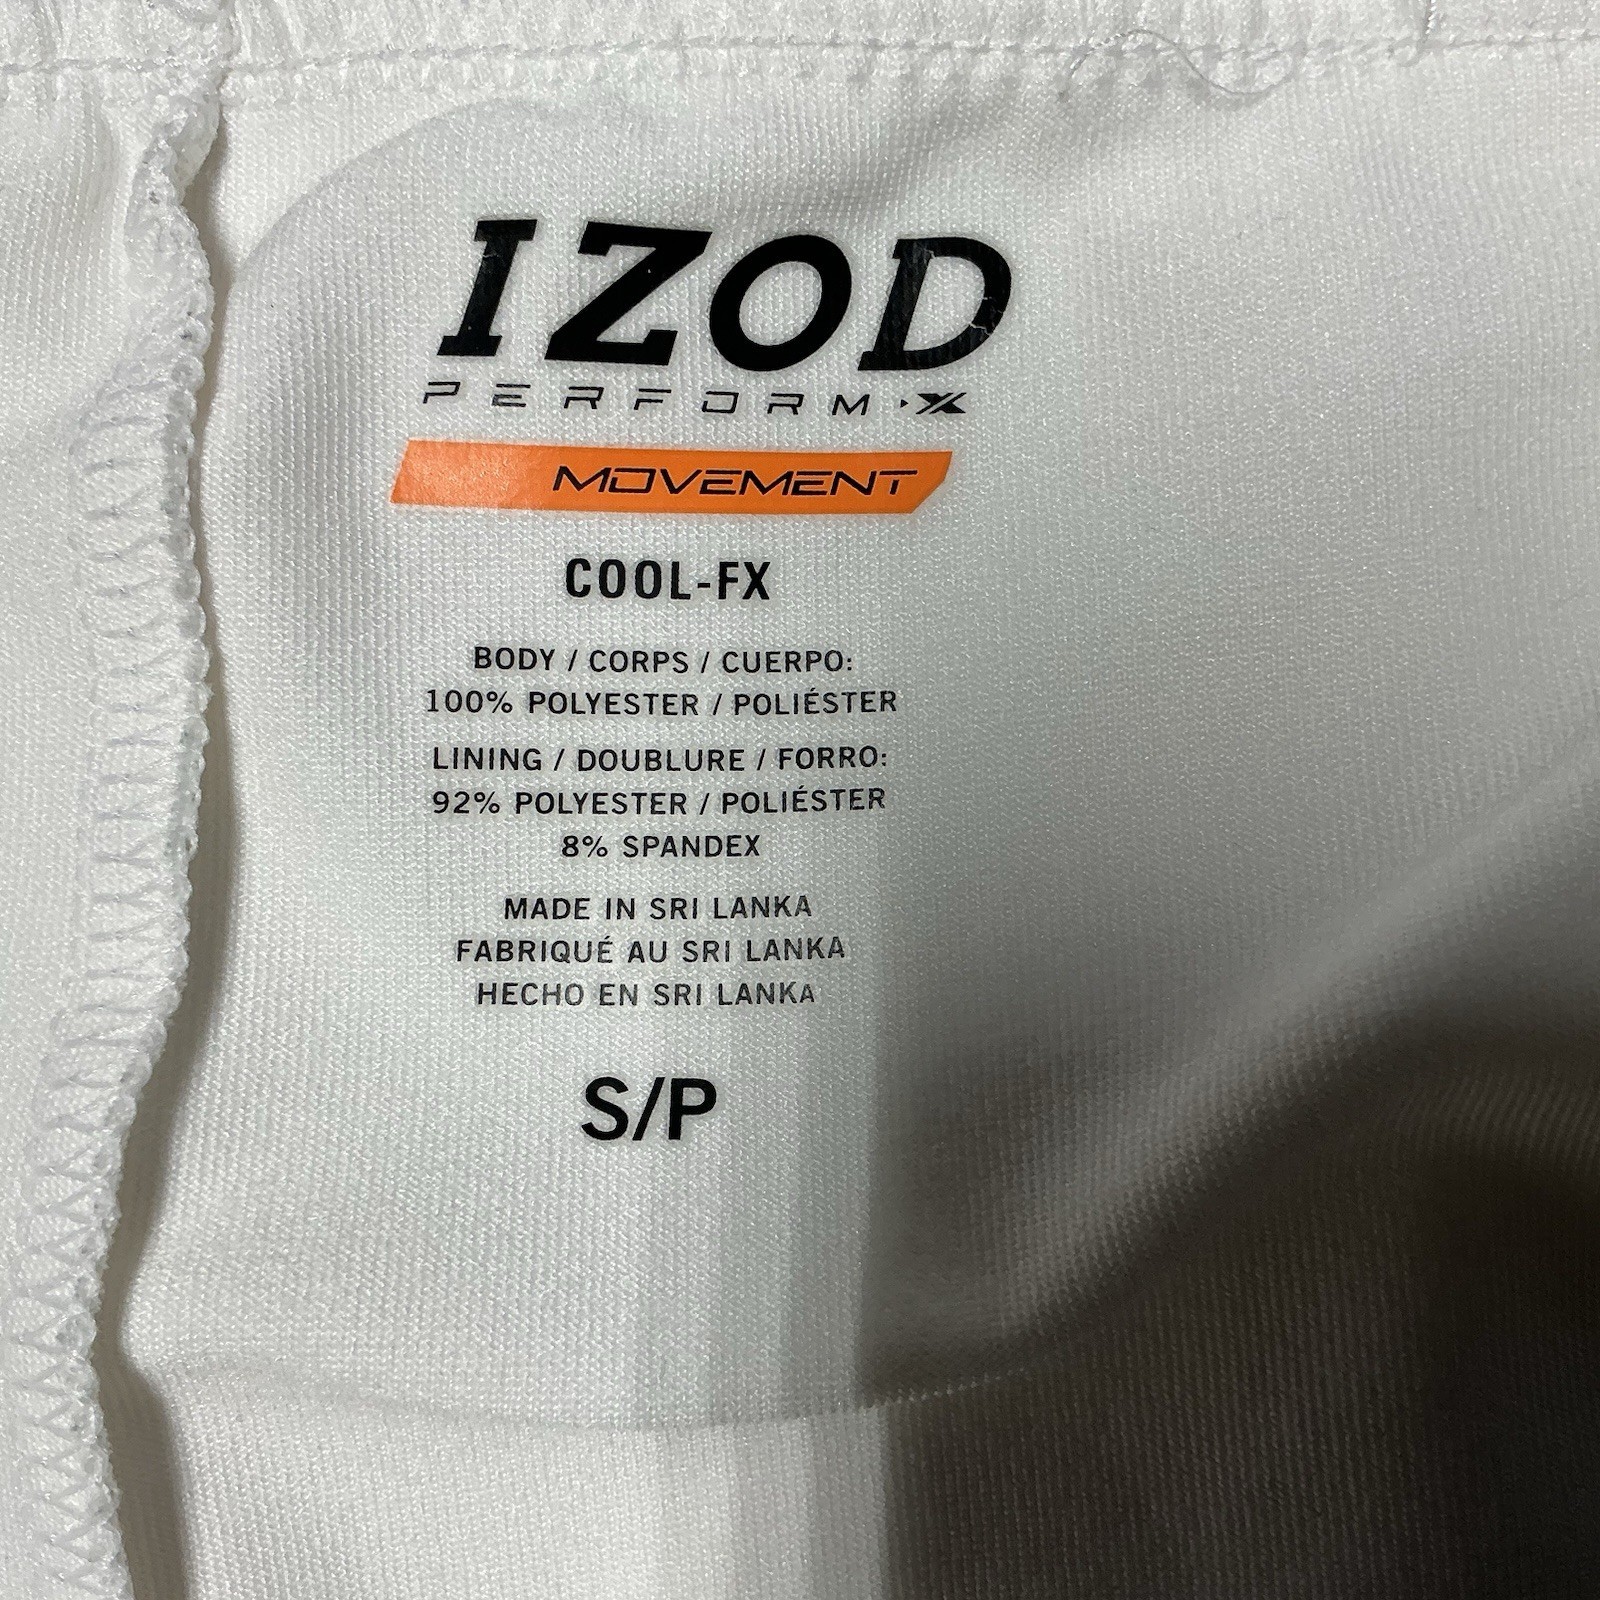 IZOD
PERFORM·X
MOVEMENT
COOL-FX
BODY / CORPS / CUERPO:
100% POLYESTER / POLIÉSTER
LINING / DOUBLURE / FORRO:
92% POLYESTER / POLIÉSTER
8% SPANDEX
MADE IN SRI LANKA
FABRIQUÉ AU SRI LANKA
HECHO EN SRI LANKA
S/P